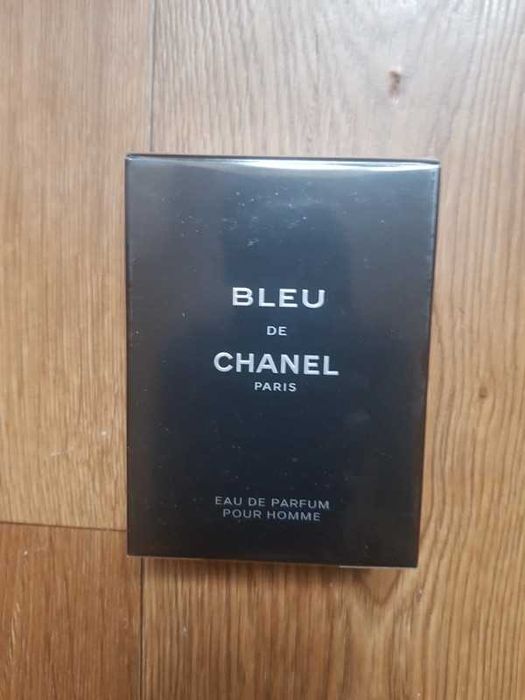 BLEU
DE
CHANEL
PARIS
EAU DE PARFUM
POUR HOMME